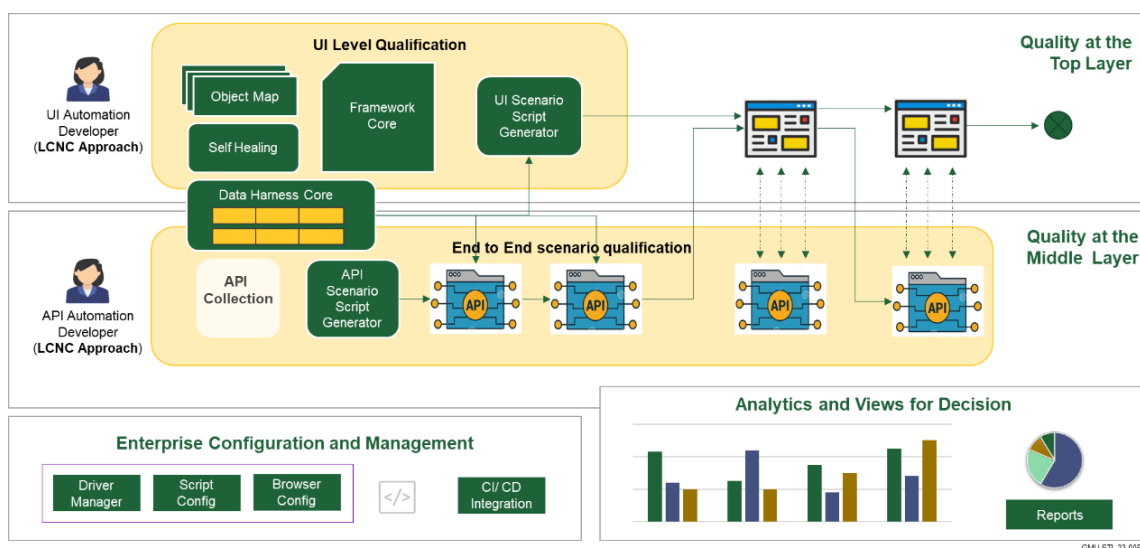 UI Level Qualification
Quality at the
Top Layer
Object Map
Framework
Core
UI Scenario
Script
Generator
UI Automation
Developer
(LCNC Approach)
Self Healing
Data Harness Core
End to End scenario qualification
Quality at the
Middle Layer
API
Collection
API
Scenario
Script
Generator
API
API
API
API
API Automation
Developer
(LCNC Approach)
Enterprise Configuration and Management
Driver
Manager
Script
Config
Browser
Config
</>
CI/ CD
Integration
Analytics and Views for Decision
Reports